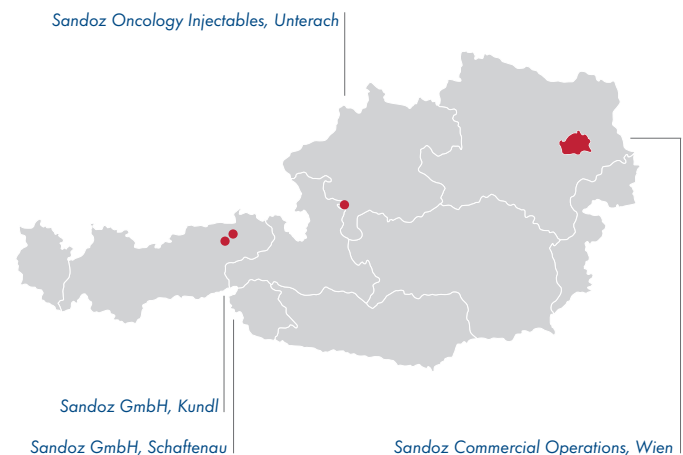 Sandoz Oncology Injectables, Unterach
Sandoz GmbH, Kundl
Sandoz GmbH, Schaftenau
Sandoz Commercial Operations, Wien